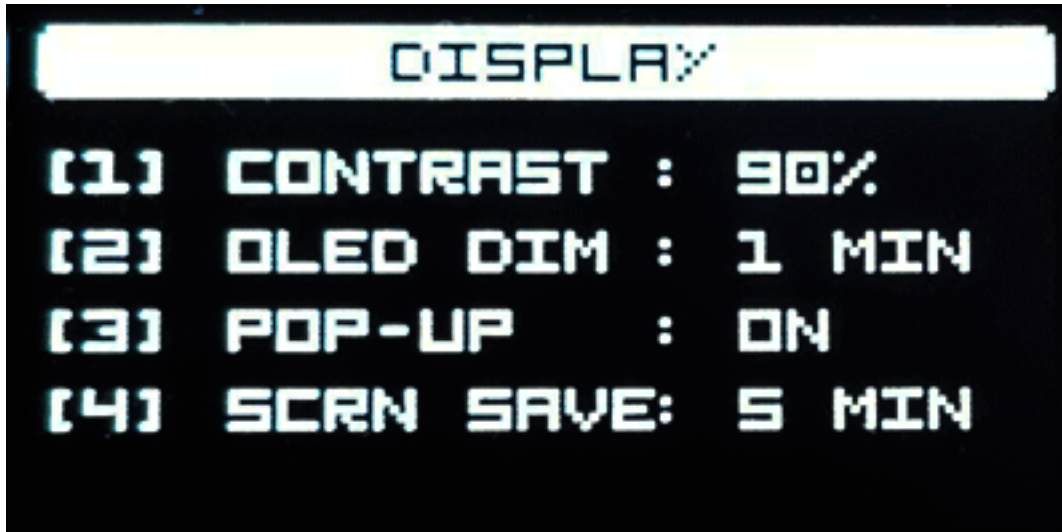 DISPLAY
[1] CONTRAST : 90%
[2] OLED DIM : 1 MIN
[3] POP-UP : ON
[4] SCRN SAVE: 5 MIN